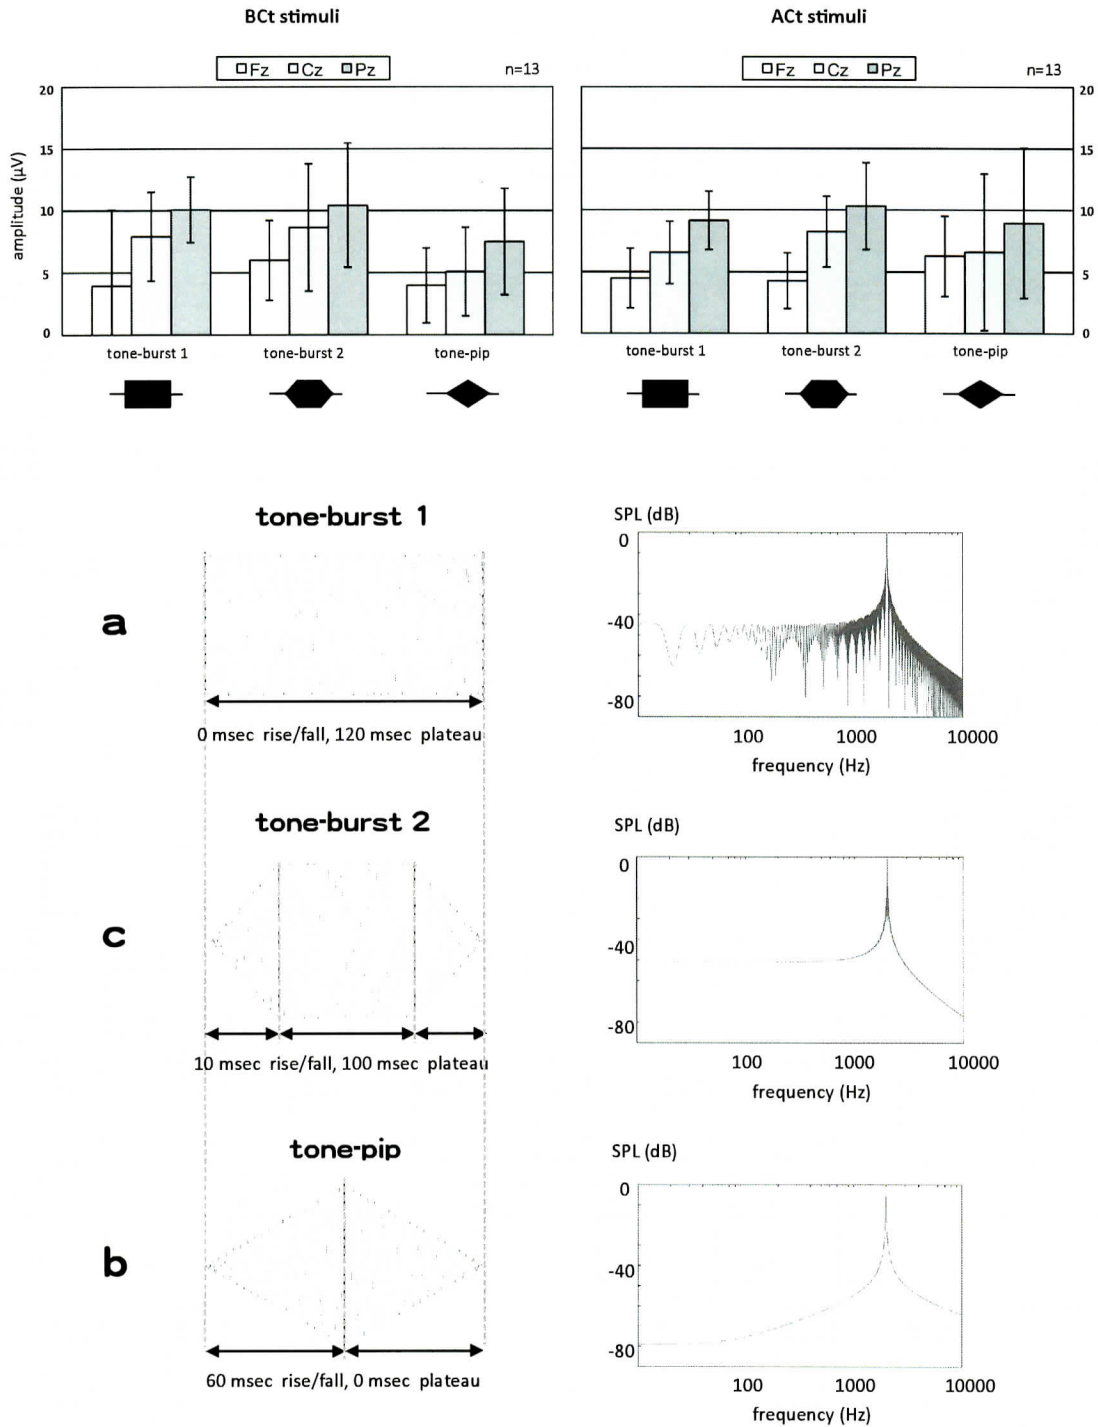 BCt stimuli
ACt stimuli
Fz Cz Pz
n=13
Fz Cz Pz
n=13
amplitude (µV)
20
15
10
5
0
20
15
10
5
0
tone-burst 1
tone-burst 2
tone-pip
tone-burst 1
tone-burst 2
tone-pip
tone-burst 1
a
0 msec rise/fall, 120 msec plateau
SPL (dB)
0
-40
-80
100
1000
10000
frequency (Hz)
tone-burst 2
c
10 msec rise/fall, 100 msec plateau
SPL (dB)
0
-40
-80
100
1000
10000
frequency (Hz)
tone-pip
b
60 msec rise/fall, 0 msec plateau
SPL (dB)
0
-40
-80
100
1000
10000
frequency (Hz)